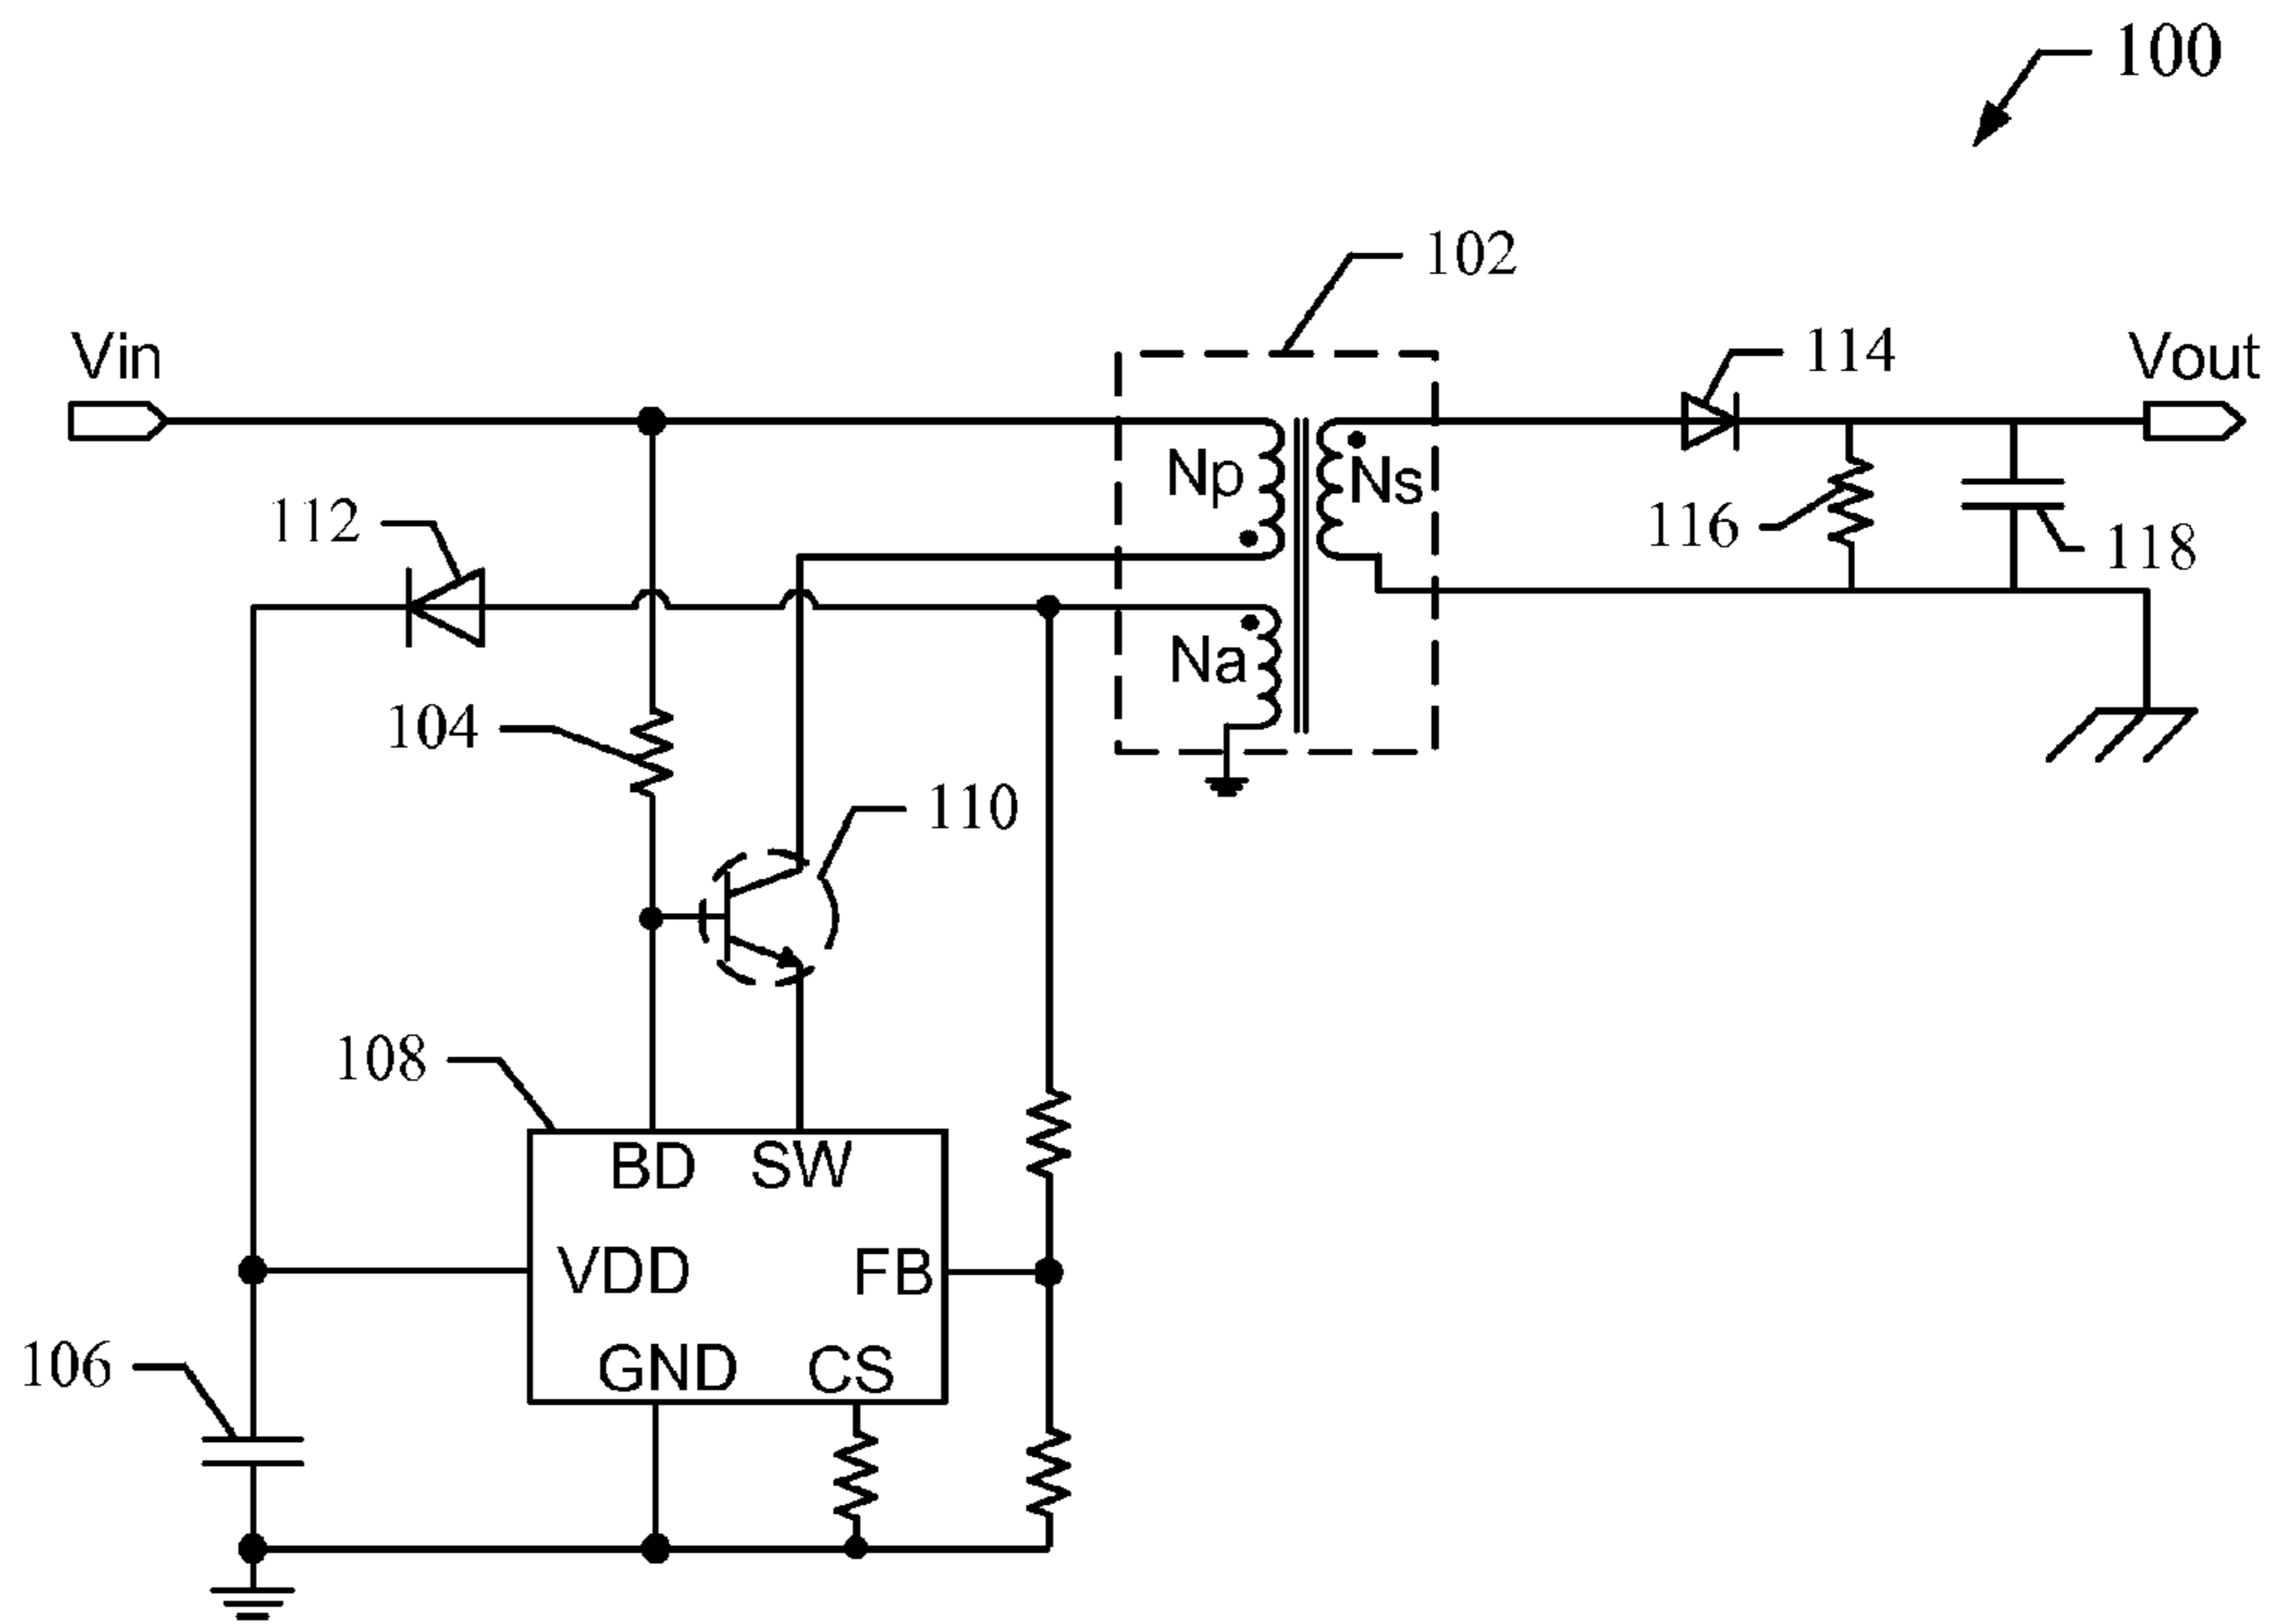 100
102
Vin
114
Vout
Np
Ns
112
116
118
Na
104
110
108
BD
SW
VDD
FB
106
GND
CS